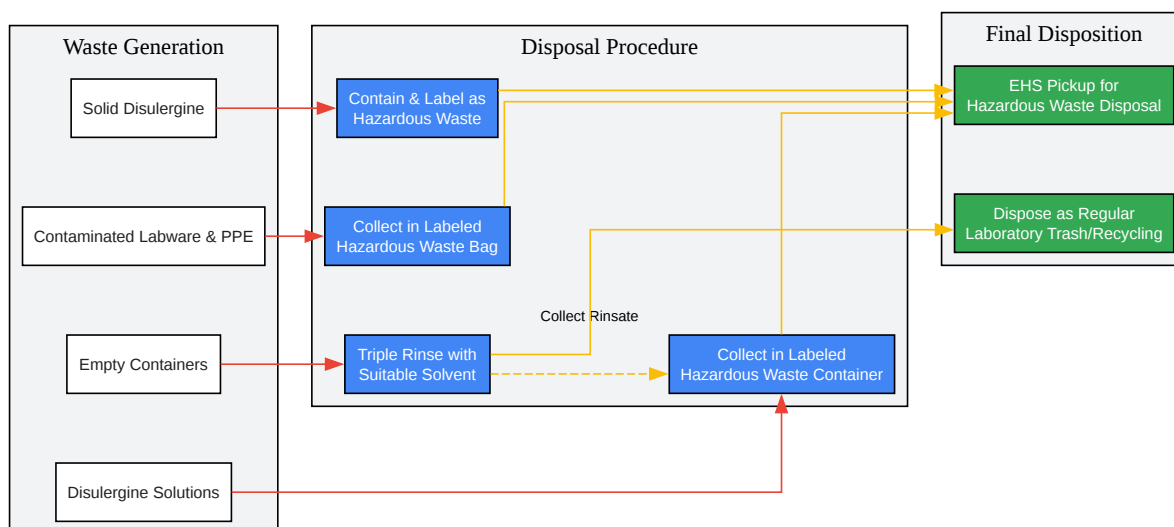 Waste Generation
Solid Disulergine
Contaminated Labware & PPE
Empty Containers
Disulergine Solutions
Disposal Procedure
Contain & Label as
Hazardous Waste
Collect in Labeled
Hazardous Waste Bag
Collect Rinsate
Triple Rinse with
Suitable Solvent
Collect in Labeled
Hazardous Waste Container
Final Disposition
EHS Pickup for
Hazardous Waste Disposal
Dispose as Regular
Laboratory Trash/Recycling